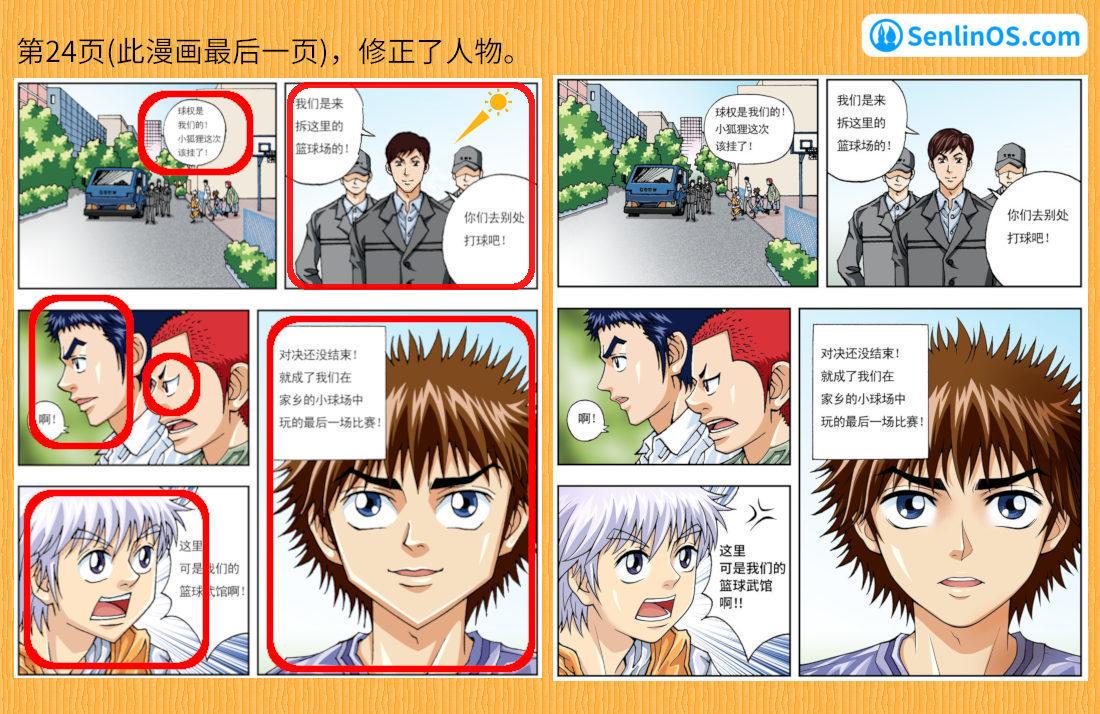 第24页(此漫画最后一页)，修正了人物。
SenlinOS.com
球权是
我们的！
小狐狸这次
该挂了！
我们是来
拆这里的
篮球场的！
你们去别处
打球吧！
啊！
对决还没结束！
就成了我们在
家乡的小球场中
玩的最后一场比赛！
这里
可是我们的
篮球武馆啊！
球权是我们的！
小狐狸这次
该挂了！
我们是来
拆这里的
篮球场的！
你们去别处
打球吧！
啊！
对决还没结束！
就成了我们在
家乡的小球场中
玩的最后一场比赛！
这里
可是我们的
篮球武馆
啊!!